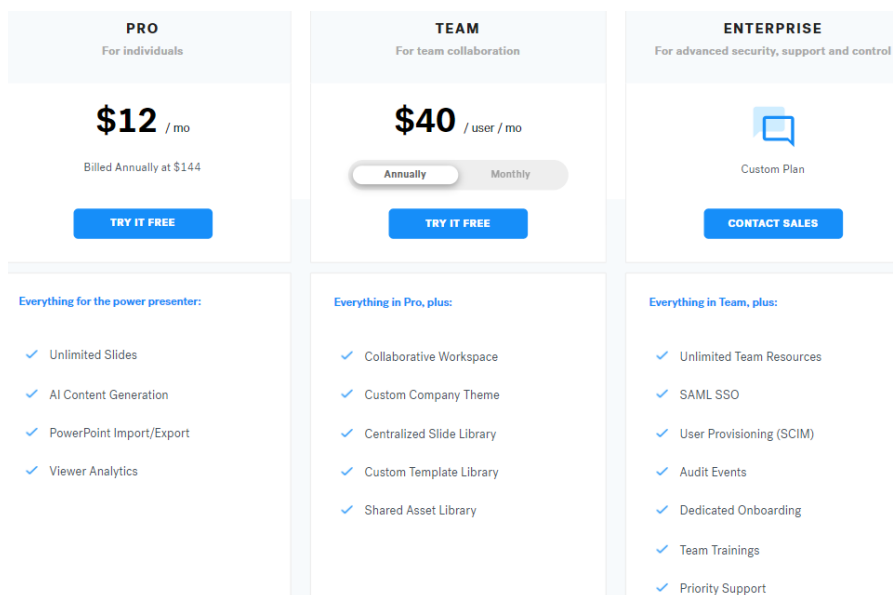 PRO
For individuals
$12 / mo
Billed Annually at $144
TRY IT FREE
Everything for the power presenter:
Unlimited Slides
AI Content Generation
PowerPoint Import/Export
Viewer Analytics
TEAM
For team collaboration
$40 / user / mo
Annually Monthly
TRY IT FREE
Everything in Pro, plus:
Collaborative Workspace
Custom Company Theme
Centralized Slide Library
Custom Template Library
Shared Asset Library
ENTERPRISE
For advanced security, support and control
Custom Plan
CONTACT SALES
Everything in Team, plus:
Unlimited Team Resources
SAML SSO
User Provisioning (SCIM)
Audit Events
Dedicated Onboarding
Team Trainings
Priority Support